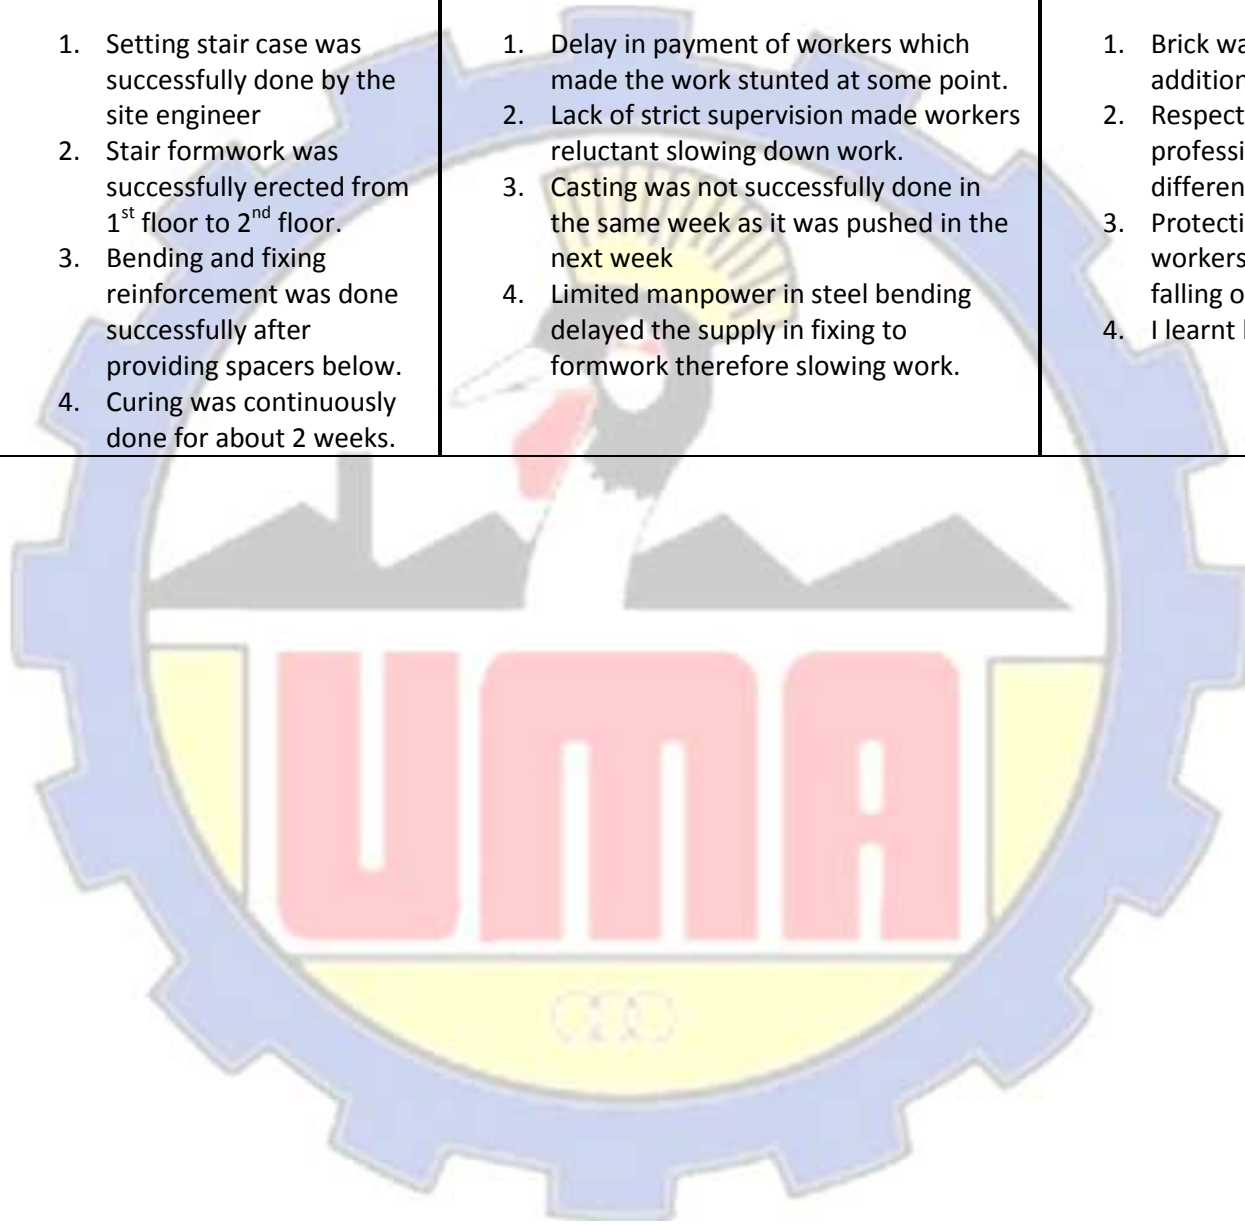 1. Setting stair case was
successfully done by the
site engineer
2. Stair formwork was
successfully erected from
1st floor to 2nd floor.
3. Bending and fixing
reinforcement was done
successfully after
providing spacers below.
4. Curing was continuously
done for about 2 weeks.
1. Delay in payment of workers which
made the work stunted at some point.
2. Lack of strict supervision made workers
reluctant slowing down work.
3. Casting was not successfully done in
the same week as it was pushed in the
next week
4. Limited manpower in steel bending
delayed the supply in fixing to
formwork therefore slowing work.
1. Brick wa
addition
2. Respect
professi
differen
3. Protecti
workers
falling o
4. I learnt
UMA